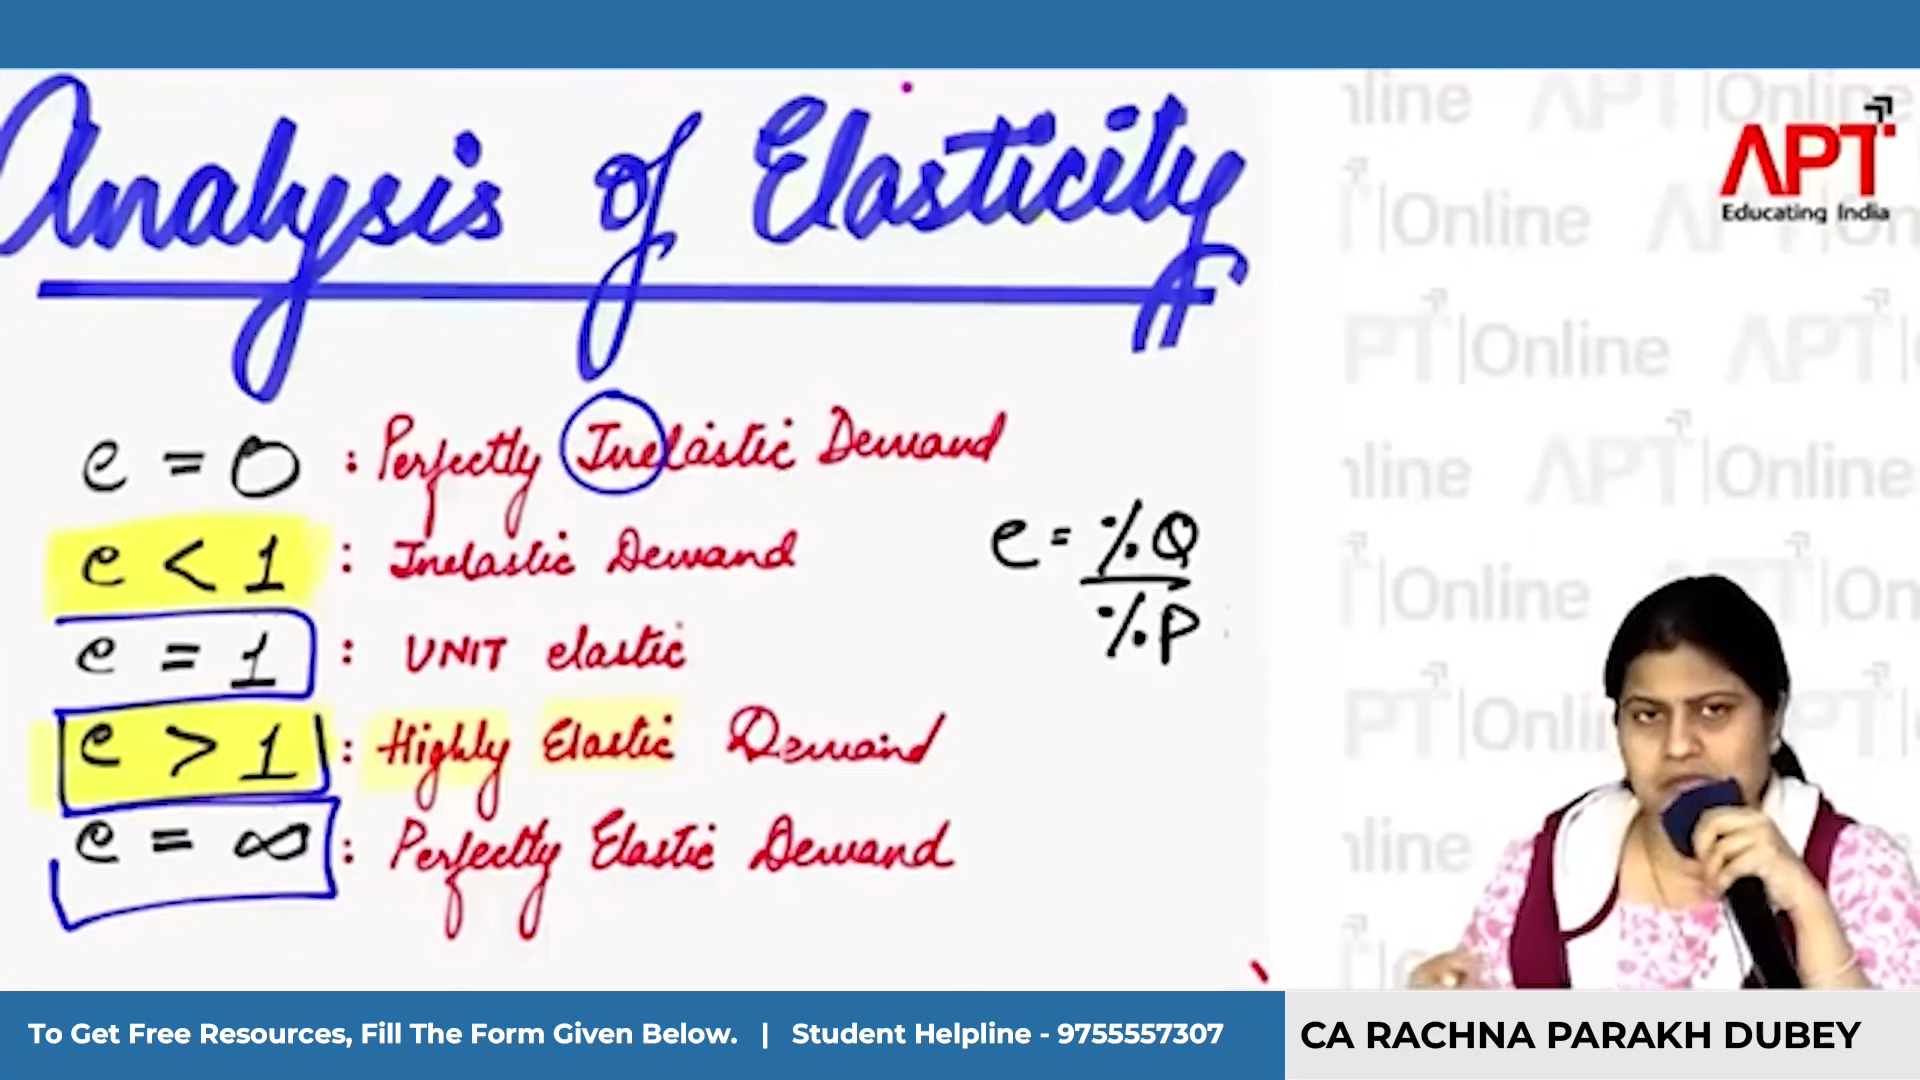 Analysis of Elasticity
APT
Educating India
e = 0 : Perfectly Inelastic Demand
e < 1 : Inelastic Demand
e = %Q
%P
e = 1 : UNIT elastic
e > 1 : Highly Elastic Demand
e = ∞ : Perfectly Elastic Demand
To Get Free Resources, Fill The Form Given Below. | Student Helpline - 9755557307
CA RACHNA PARAKH DUBEY
APT|Online